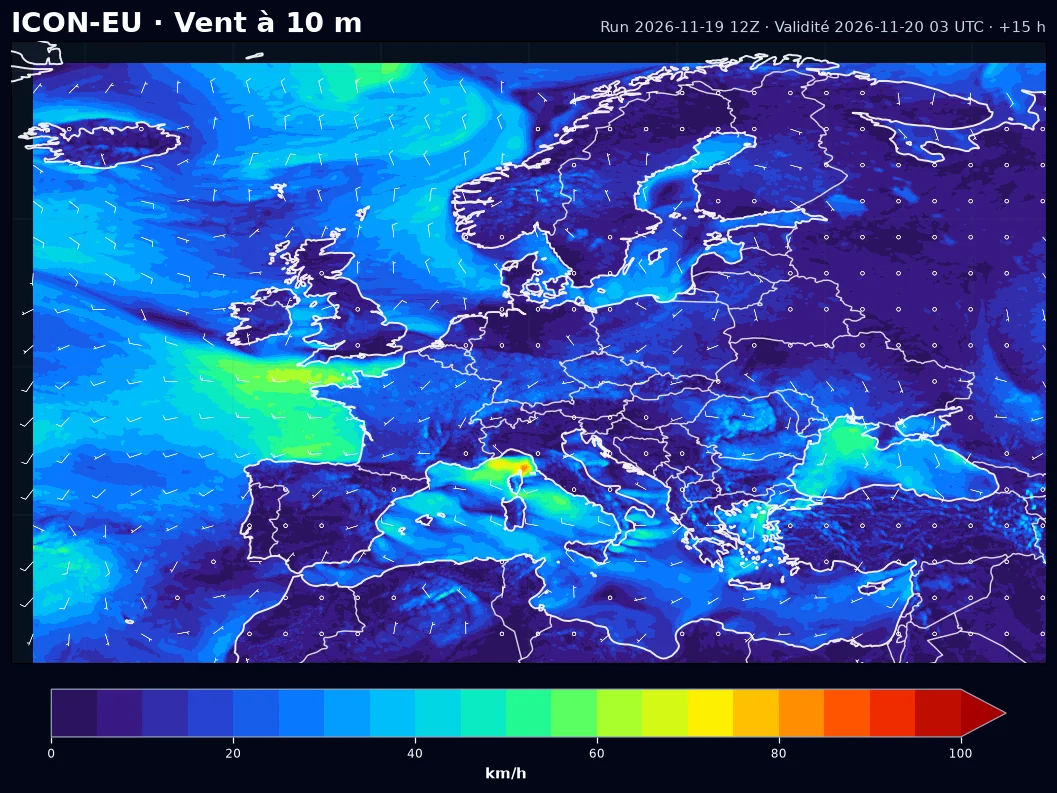 ICON-EU · Vent à 10 m
Run 2026-11-19 12Z · Validité 2026-11-20 03 UTC · +15 h
0 20 40 60 80 100
km/h